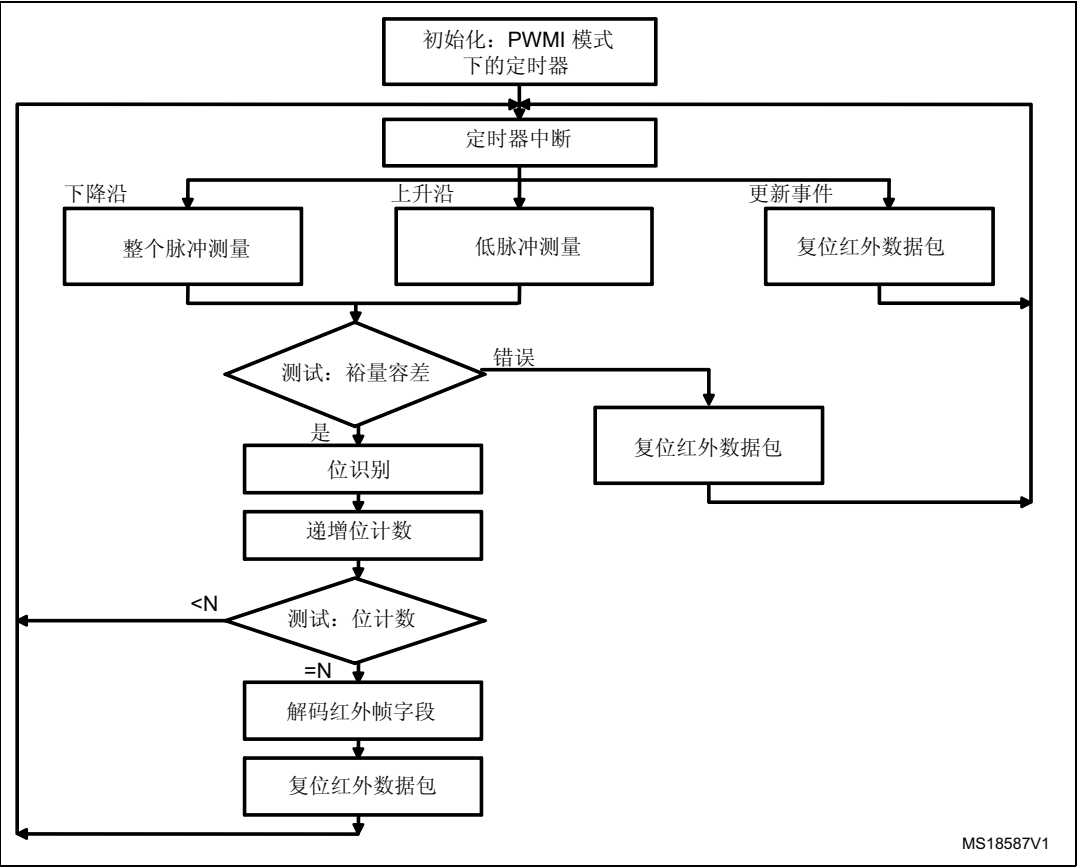 初始化：PWMI 模式
下的定时器
定时器中断
下降沿
上升沿
更新事件
整个脉冲测量
低脉冲测量
复位红外数据包
测试：裕量容差
错误
复位红外数据包
是
位识别
递增位计数
<N
测试：位计数
=N
解码红外帧字段
复位红外数据包
MS18587V1